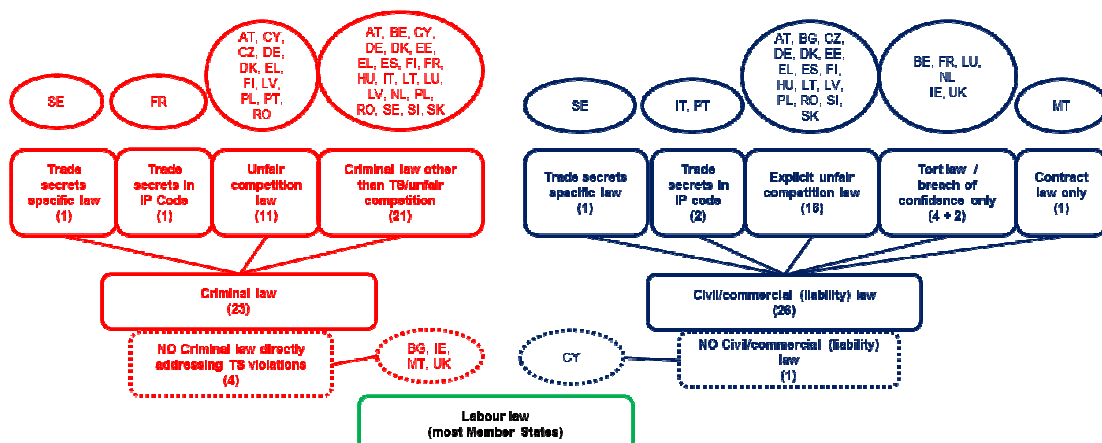 SE
FR
AT, CY,
CZ, DE,
DK, EL,
FI, LV,
PL, PT,
RO
AT, BE, CY,
DE, DK, EE,
EL, ES, FI, FR,
HU, IT, LT, LU,
LV, NL, PL,
RO, SE, SI, SK
SE
IT, PT
AT, BG, CZ,
DE, DK, EE,
EL, ES, FI,
HU, LT, LV,
PL, RO, SI,
SK
BE, FR, LU,
NL
IE, UK
MT
Trade
secrets
specific law
(1)
Trade
secrets in
IP Code
(1)
Unfair
competition
law
(11)
Criminal law other
than TS/unfair
competition
(21)
Trade secrets
specific law
(1)
Trade
secrets in
IP code
(2)
Explicit unfair
competition law
(16)
Tort law /
breach of
confidence only
(4 + 2)
Contract
law only
(1)
Criminal law
(23)
Civil/commercial (liability) law
(26)
NO Criminal law directly
addressing TS violations
(4)
BG, IE,
MT, UK
CY
NO Civil/commercial (liability)
law
(1)
Labour law
(most Member States)